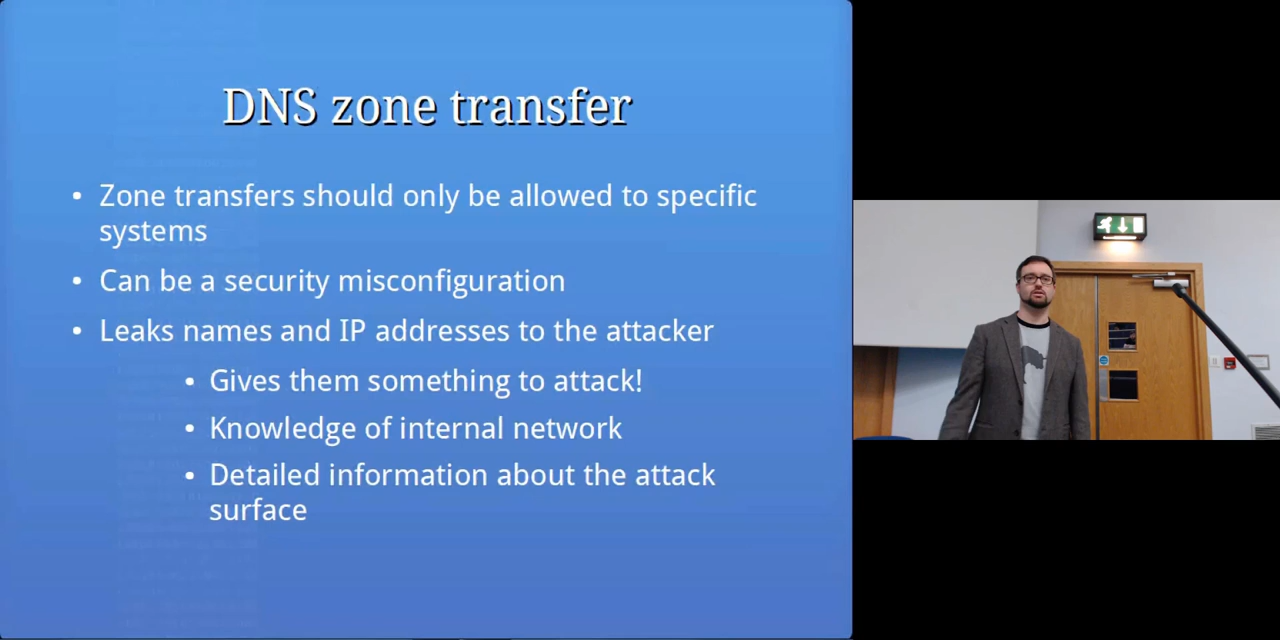 DNS zone transfer
• Zone transfers should only be allowed to specific
systems
• Can be a security misconfiguration
• Leaks names and IP addresses to the attacker
• Gives them something to attack!
• Knowledge of internal network
• Detailed information about the attack
surface